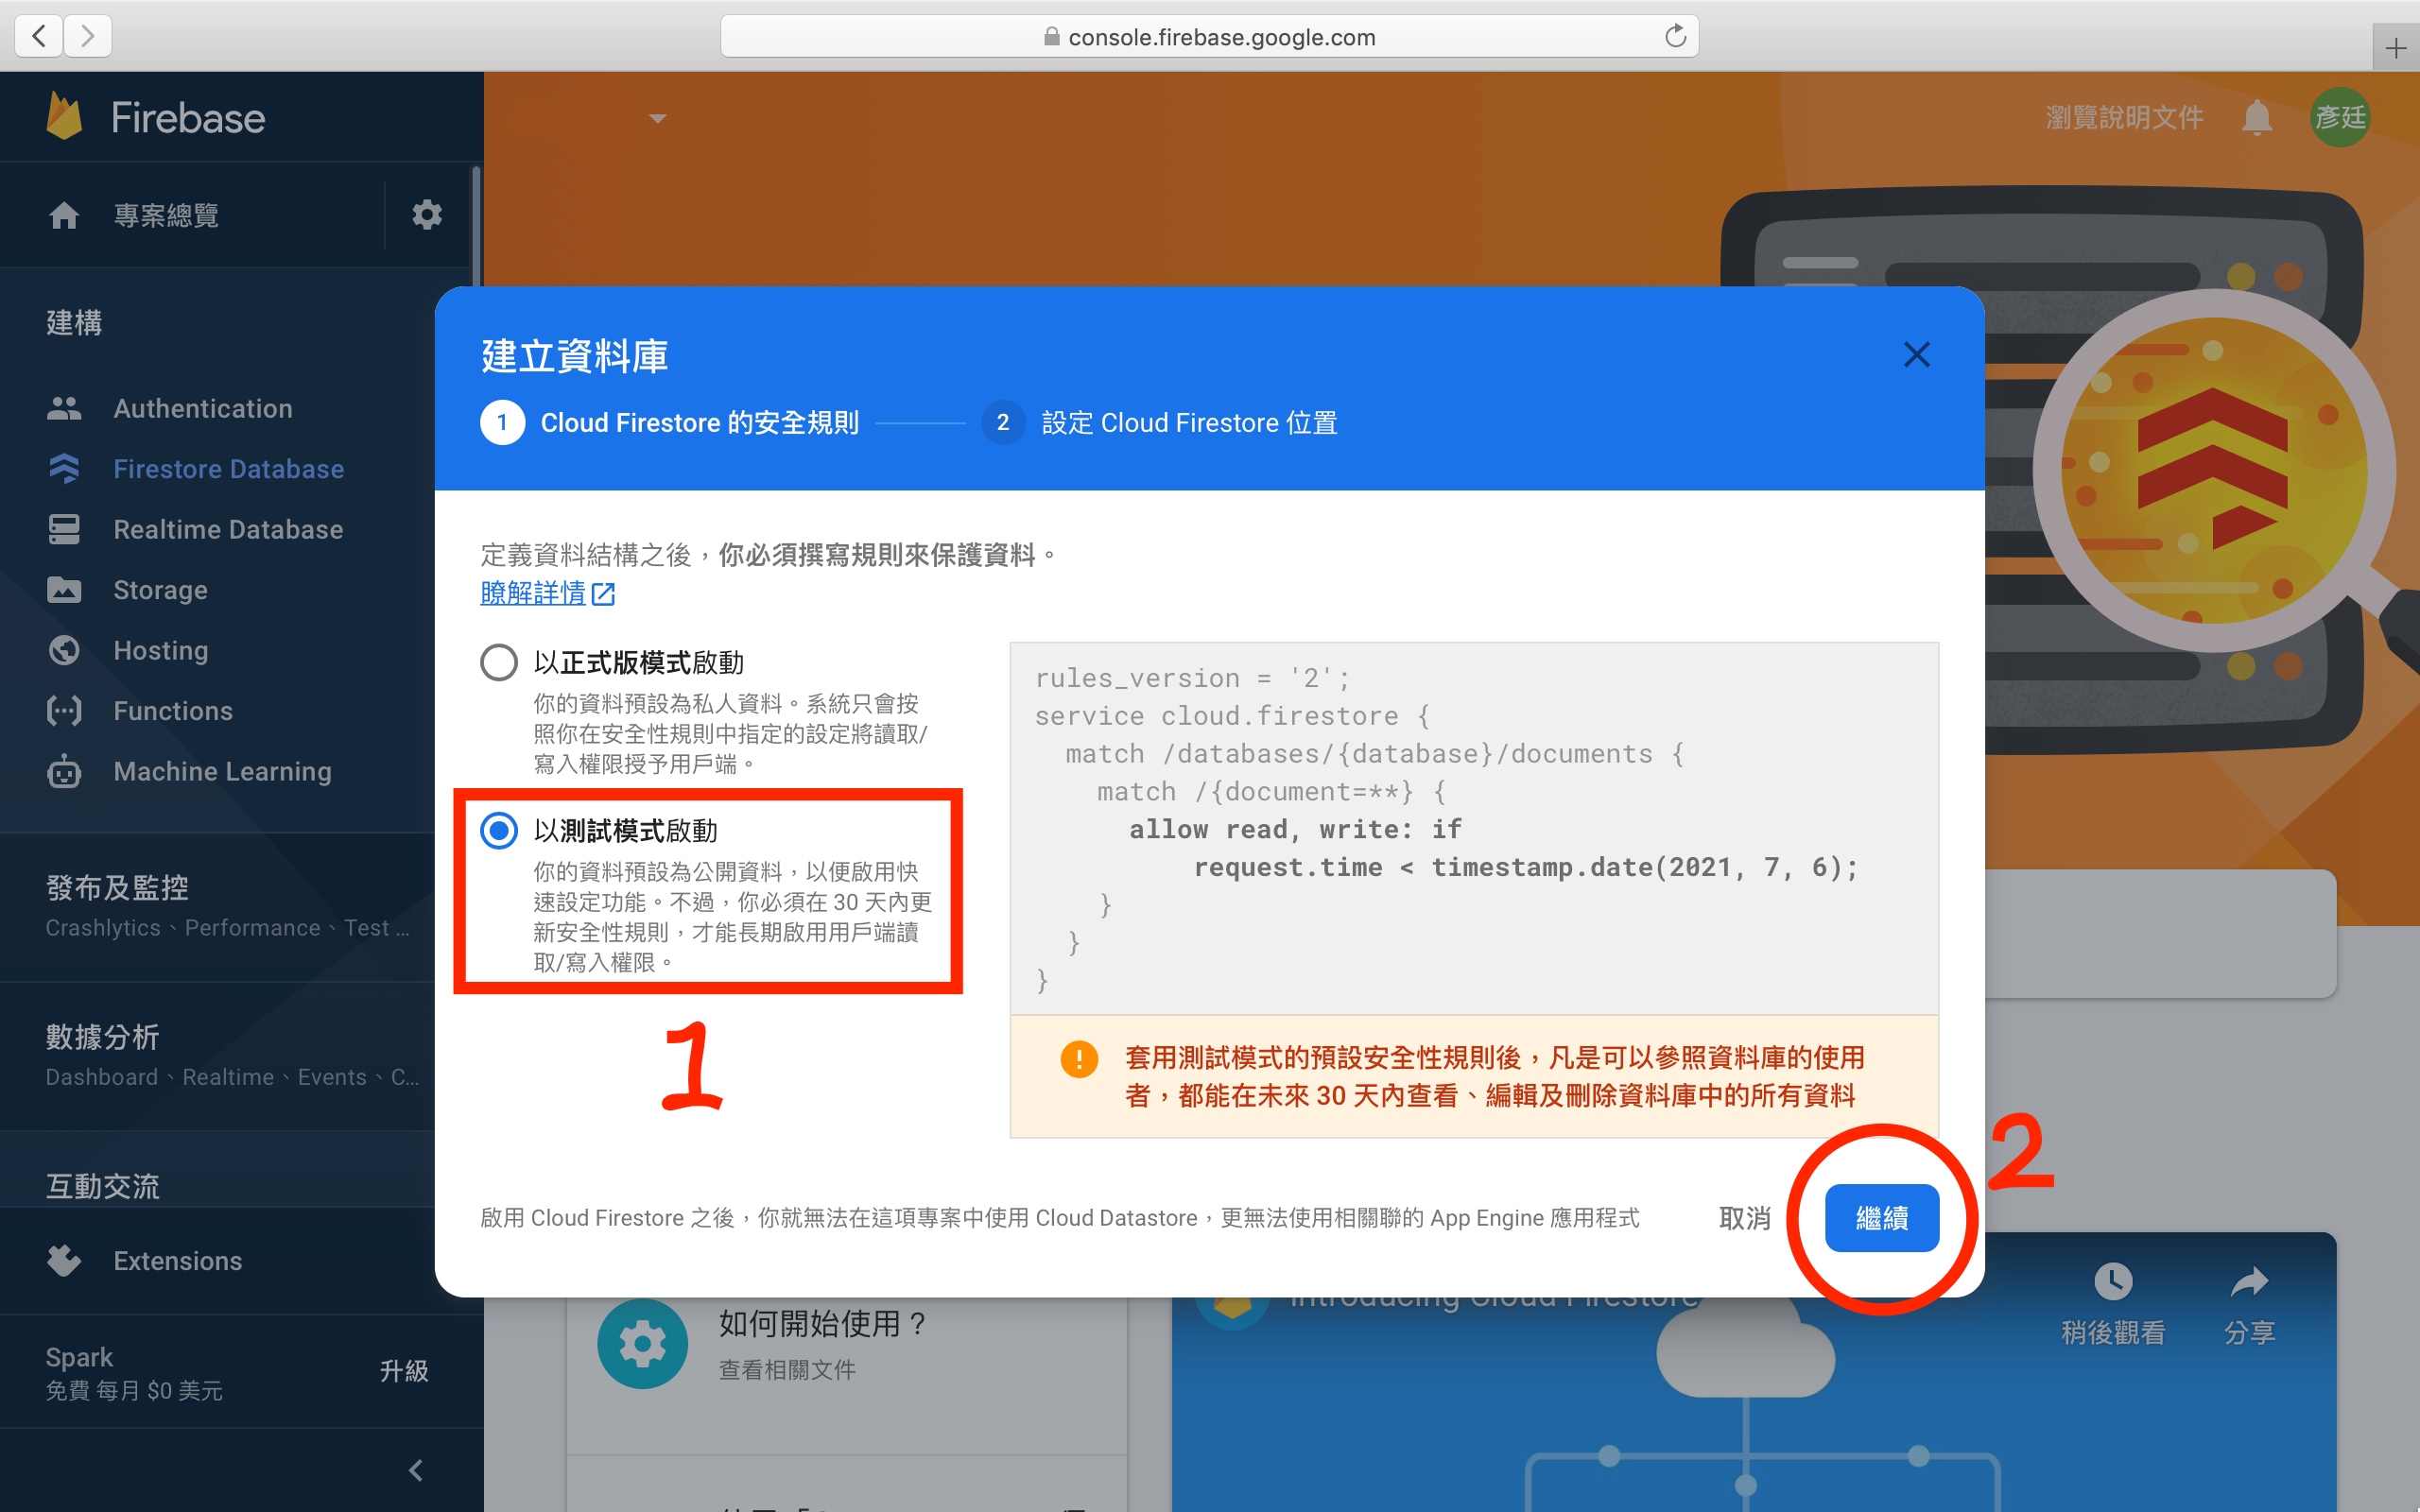 console.firebase.google.com
Firebase
瀏覽說明文件
彥廷
專案總覽
建構
Authentication
Firestore Database
Realtime Database
Storage
Hosting
Functions
Machine Learning
發布及監控
Crashlytics、Performance、Test ...
數據分析
Dashboard、Realtime、Events、C...
互動交流
Extensions
Spark
免費 每月 $0 美元
升級
建立資料庫
1 Cloud Firestore 的安全規則
2 設定 Cloud Firestore 位置
定義資料結構之後，你必須撰寫規則來保護資料。
瞭解詳情
以正式版模式啟動
你的資料預設為私人資料。系統只會按
照你在安全性規則中指定的設定將讀取/
寫入權限授予用戶端。
以測試模式啟動
你的資料預設為公開資料，以便啟用快
速設定功能。不過，你必須在 30 天內更
新安全性規則，才能長期啟用用戶端讀
取/寫入權限。
1
rules_version = '2';
service cloud.firestore {
match /databases/{database}/documents {
match /{document=**} {
allow read, write: if
request.time < timestamp.date(2021, 7, 6);
}
}
}
套用測試模式的預設安全性規則後，凡是可以參照資料庫的使用
者，都能在未來 30 天內查看、編輯及刪除資料庫中的所有資料
2
啟用 Cloud Firestore 之後，你就無法在這項專案中使用 Cloud Datastore，更無法使用相關聯的 App Engine 應用程式
取消
繼續
如何開始使用？
查看相關文件
Introducing Cloud Firestore
稍後觀看
分享